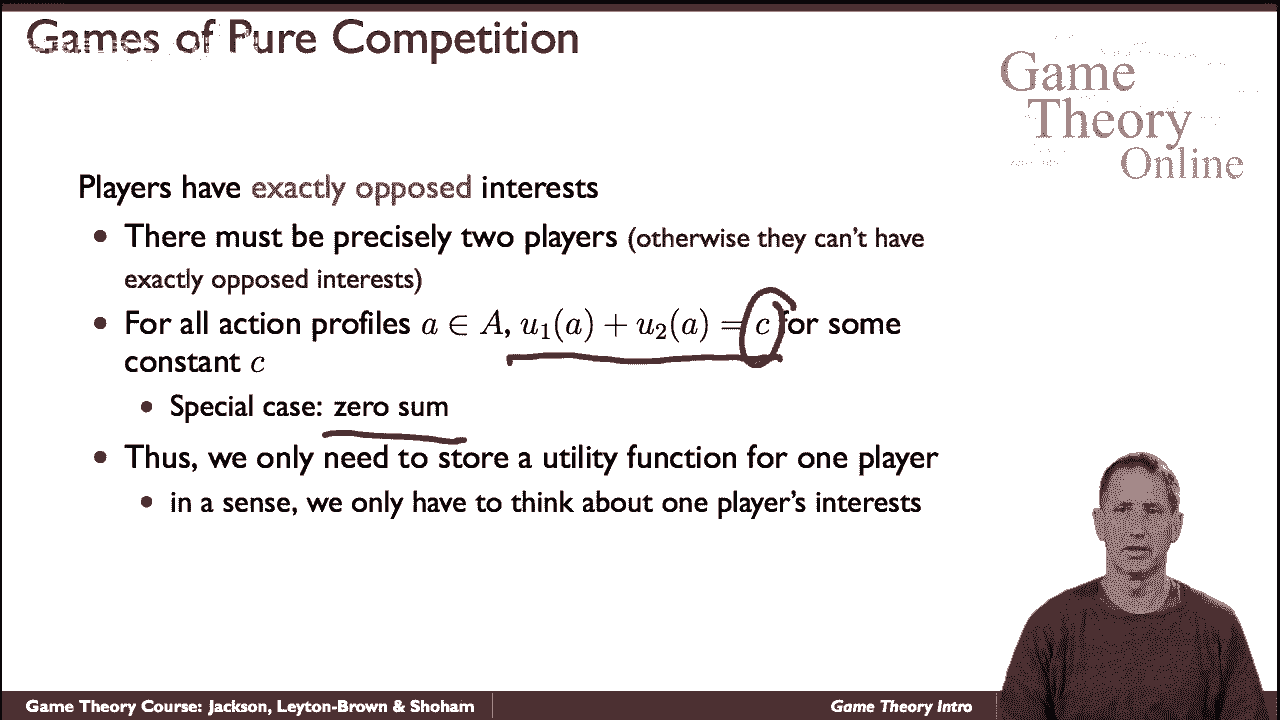 Games of Pure Competition
Game
Theory
Online
Players have exactly opposed interests
• There must be precisely two players (otherwise they can't have
exactly opposed interests)
• For all action profiles a ∈ A, u₁(a) + u₂(a) = c for some
constant c
• Special case: zero sum
• Thus, we only need to store a utility function for one player
• in a sense, we only have to think about one player's interests
Game Theory Course: Jackson, Leyton-Brown & Shoham
Game Theory Intro